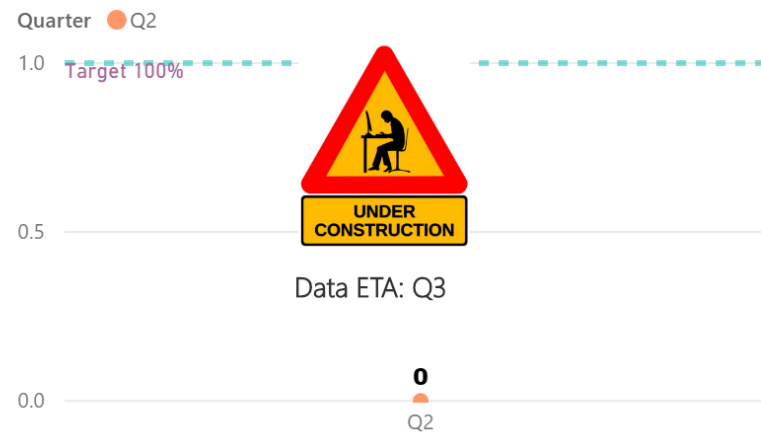 Quarter Q2
1.0
Target 100%
UNDER
CONSTRUCTION
0.5
Data ETA: Q3
0
0.0
Q2